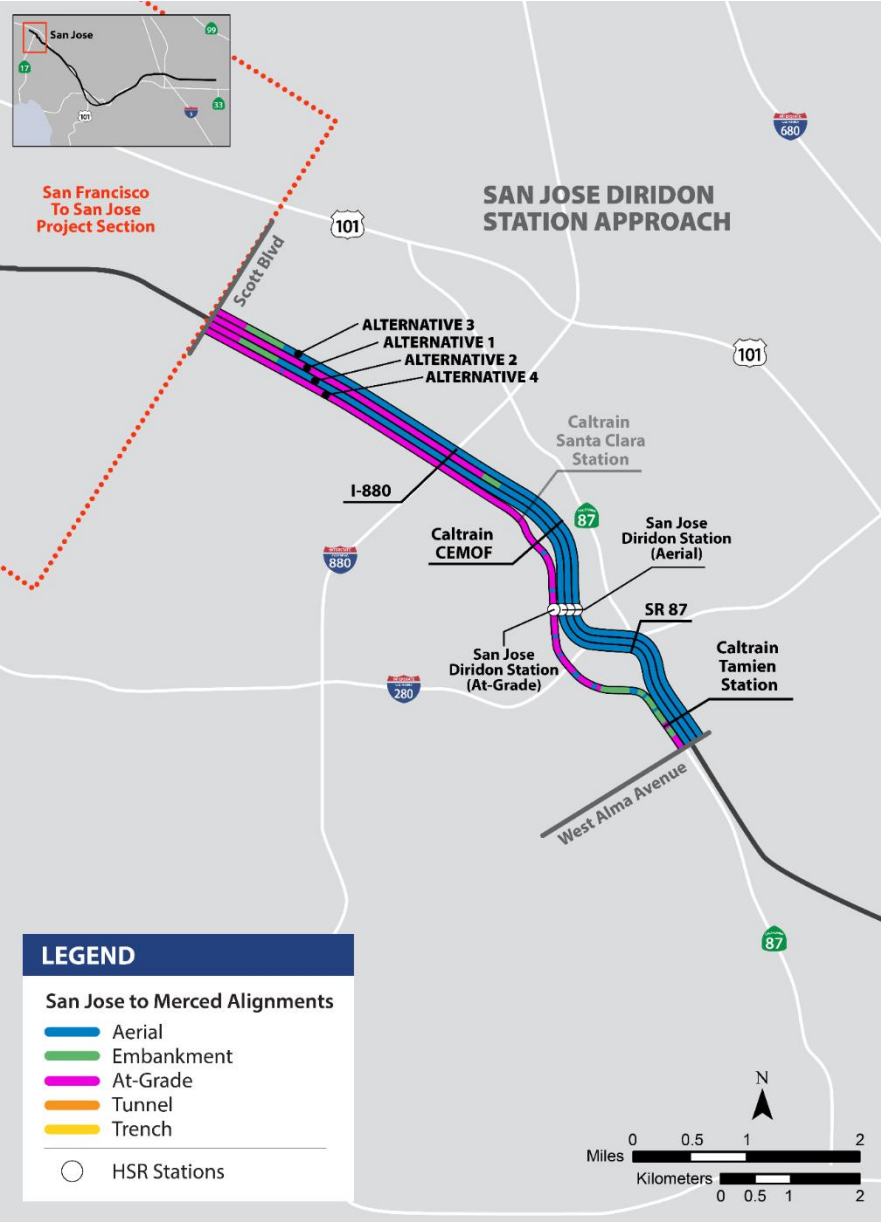 San Jose
99
17
101
5
33
San Francisco
To San Jose
Project Section
Scott Blvd
101
SAN JOSE DIRIDON
STATION APPROACH
680
ALTERNATIVE 3
ALTERNATIVE 1
ALTERNATIVE 2
ALTERNATIVE 4
101
Caltrain
Santa Clara
Station
I-880
87
Caltrain
CEMOF
880
San Jose
Diridon Station
(Aerial)
SR 87
San Jose
Diridon Station
(At-Grade)
Caltrain
Tamien
Station
280
West Alma Avenue
87
LEGEND
San Jose to Merced Alignments
Aerial
Embankment
At-Grade
Tunnel
Trench
HSR Stations
N
0 0.5 1 2
Miles
Kilometers
0 0.5 1 2